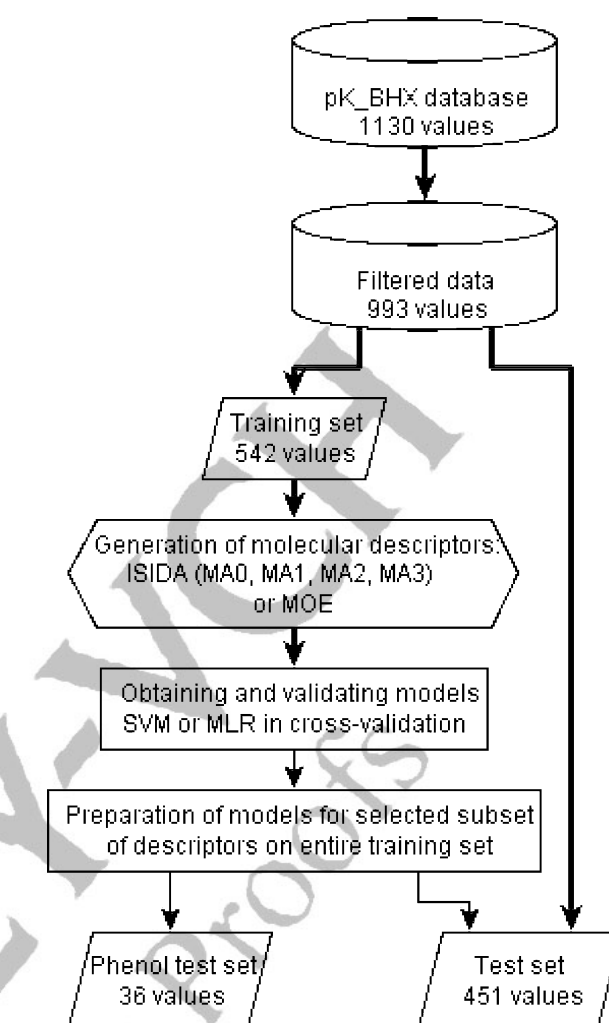 pK_BHX database
1130 values
Filtered data
993 values
Training set
542 values
Generation of molecular descriptors:
ISIDA (MA0, MA1, MA2, MA3)
or MOE
Obtaining and validating models
SVM or MLR in cross-validation
Preparation of models for selected subset
of descriptors on entire training set
Phenol test set
36 values
Test set
451 values
Y-VCH
Proofs